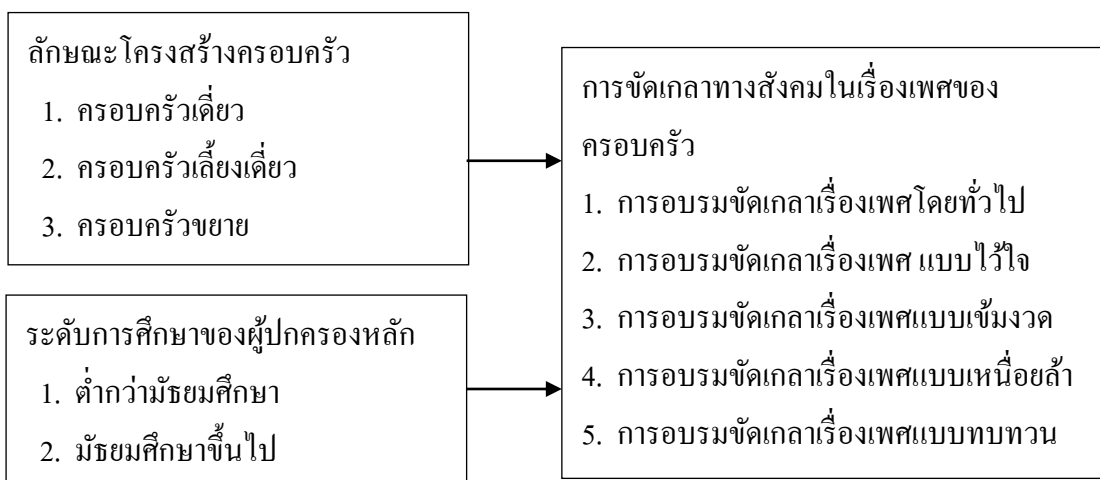 ลักษณะโครงสร้างครอบครัว
1. ครอบครัวเดี่ยว
2. ครอบครัวเลี้ยงเดี่ยว
3. ครอบครัวขยาย
ระดับการศึกษาของผู้ปกครองหลัก
1. ต่ำกว่ามัธยมศึกษา
2. มัธยมศึกษาขึ้นไป
การขัดเกลาทางสังคมในเรื่องเพศของ
ครอบครัว
1. การอบรมขัดเกลาเรื่องเพศโดยทั่วไป
2. การอบรมขัดเกลาเรื่องเพศ แบบไว้ใจ
3. การอบรมขัดเกลาเรื่องเพศแบบเข้มงวด
4. การอบรมขัดเกลาเรื่องเพศแบบเหนื่อยล้า
5. การอบรมขัดเกลาเรื่องเพศแบบทบทวน